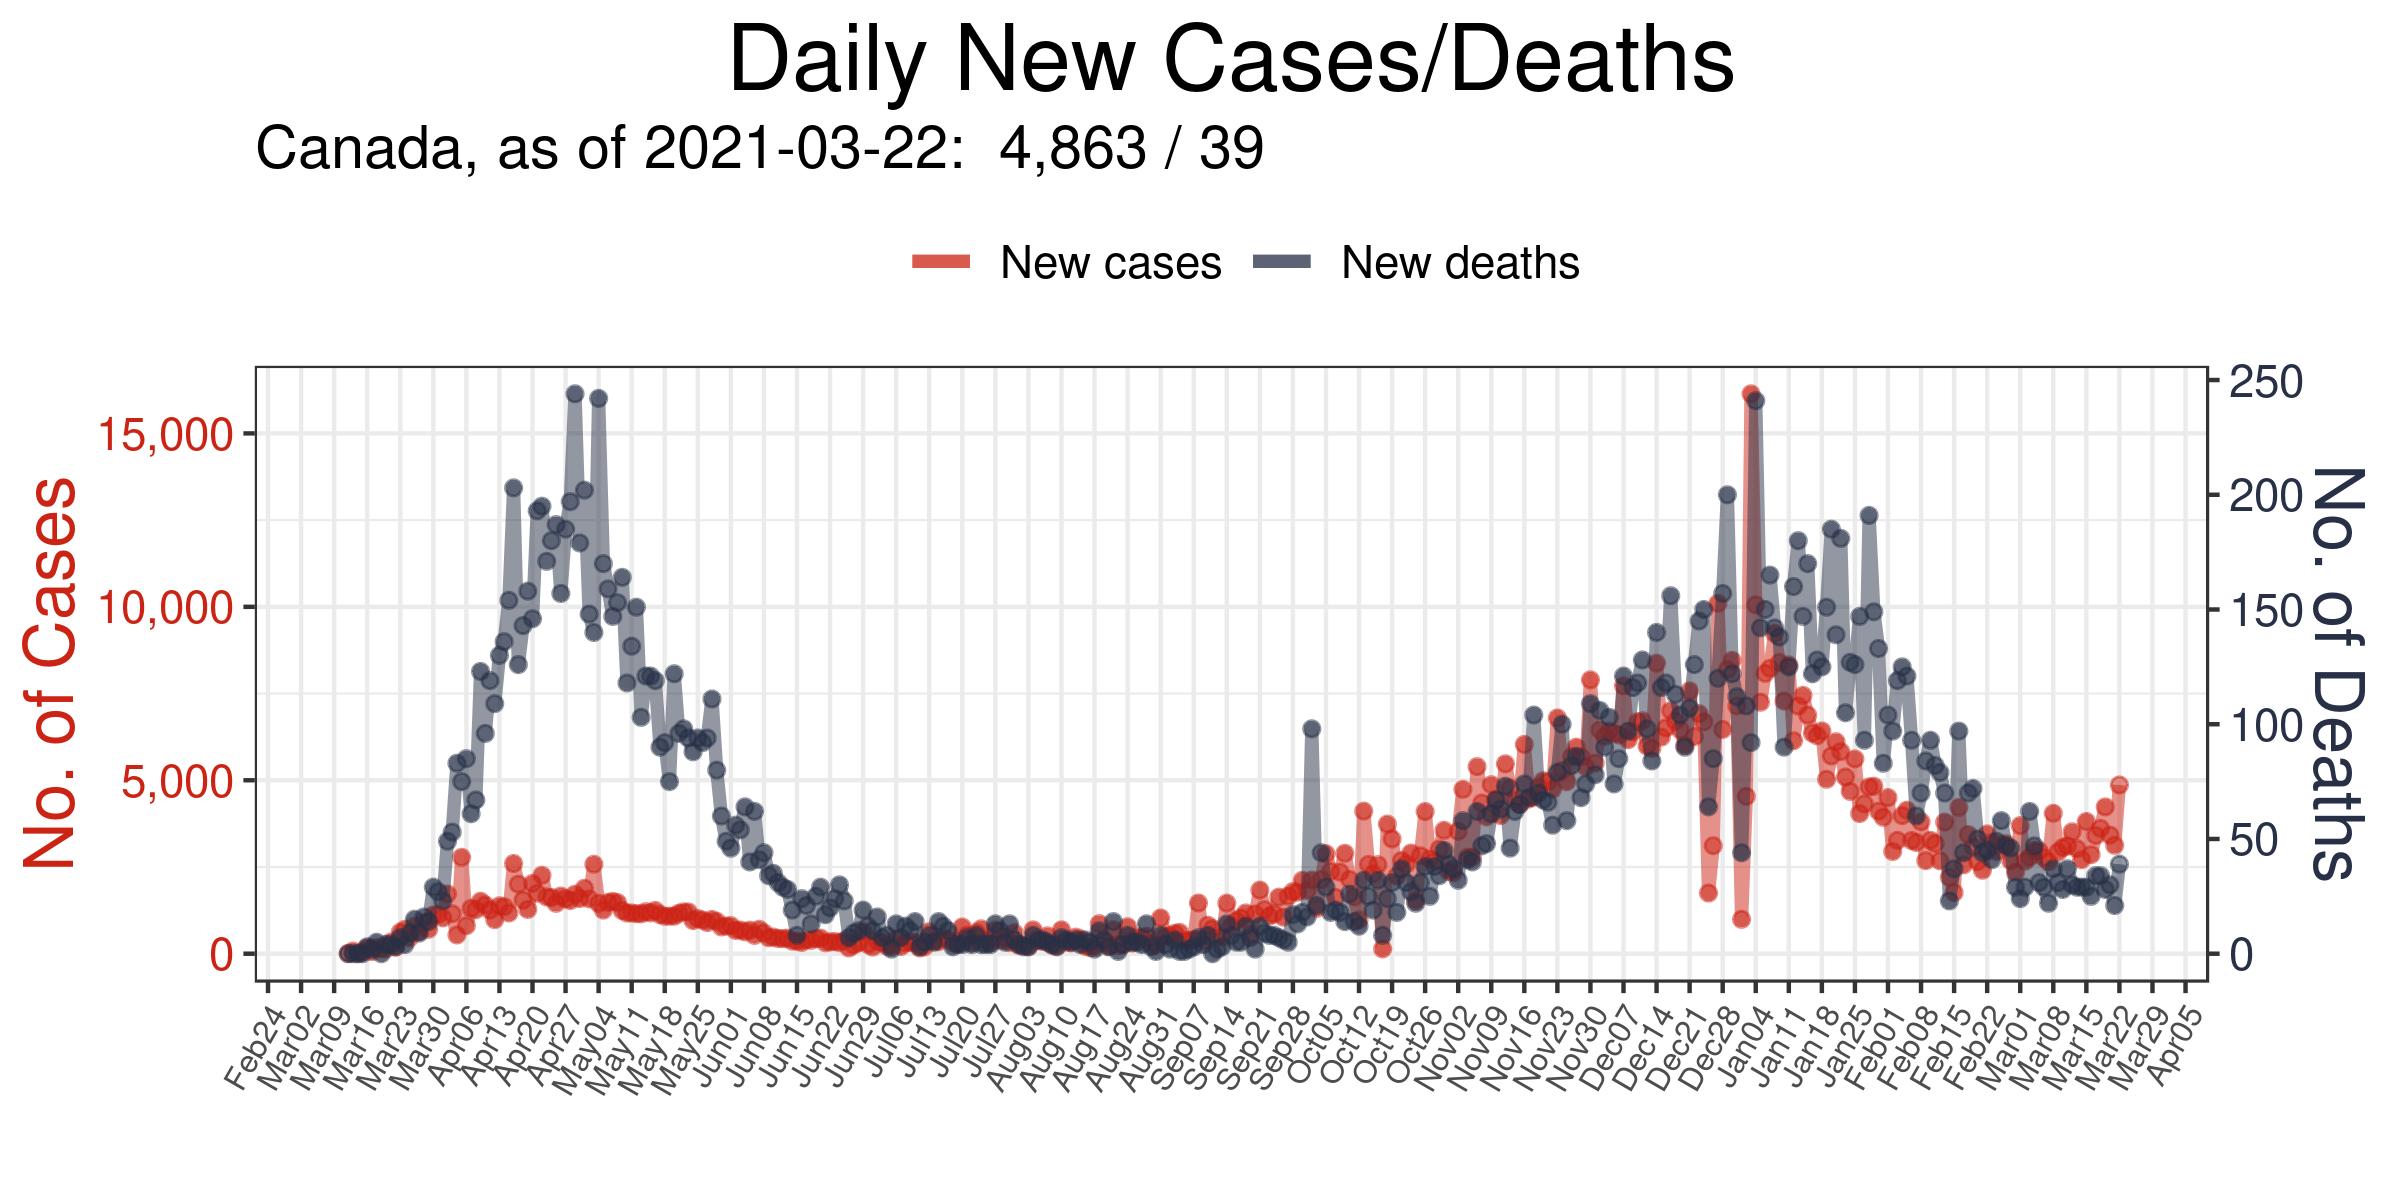 Daily New Cases/Deaths
Canada, as of 2021-03-22:  4,863 / 39
New cases New deaths
No. of Cases
15,000
10,000
5,000
0
250
200
150
100
50
0
No. of Deaths
Feb24 Mar02 Mar09 Mar16 Mar23 Mar30 Apr06 Apr13 Apr20 Apr27 May04 May11 May18 May25 Jun01 Jun08 Jun15 Jun22 Jun29 Jul06 Jul13 Jul20 Jul27 Aug03 Aug10 Aug17 Aug24 Aug31 Sep07 Sep14 Sep21 Sep28 Oct05 Oct12 Oct19 Oct26 Nov02 Nov09 Nov16 Nov23 Nov30 Dec07 Dec14 Dec21 Dec28 Jan04 Jan11 Jan18 Jan25 Feb01 Feb08 Feb15 Feb22 Mar01 Mar08 Mar15 Mar22 Mar29 Apr05